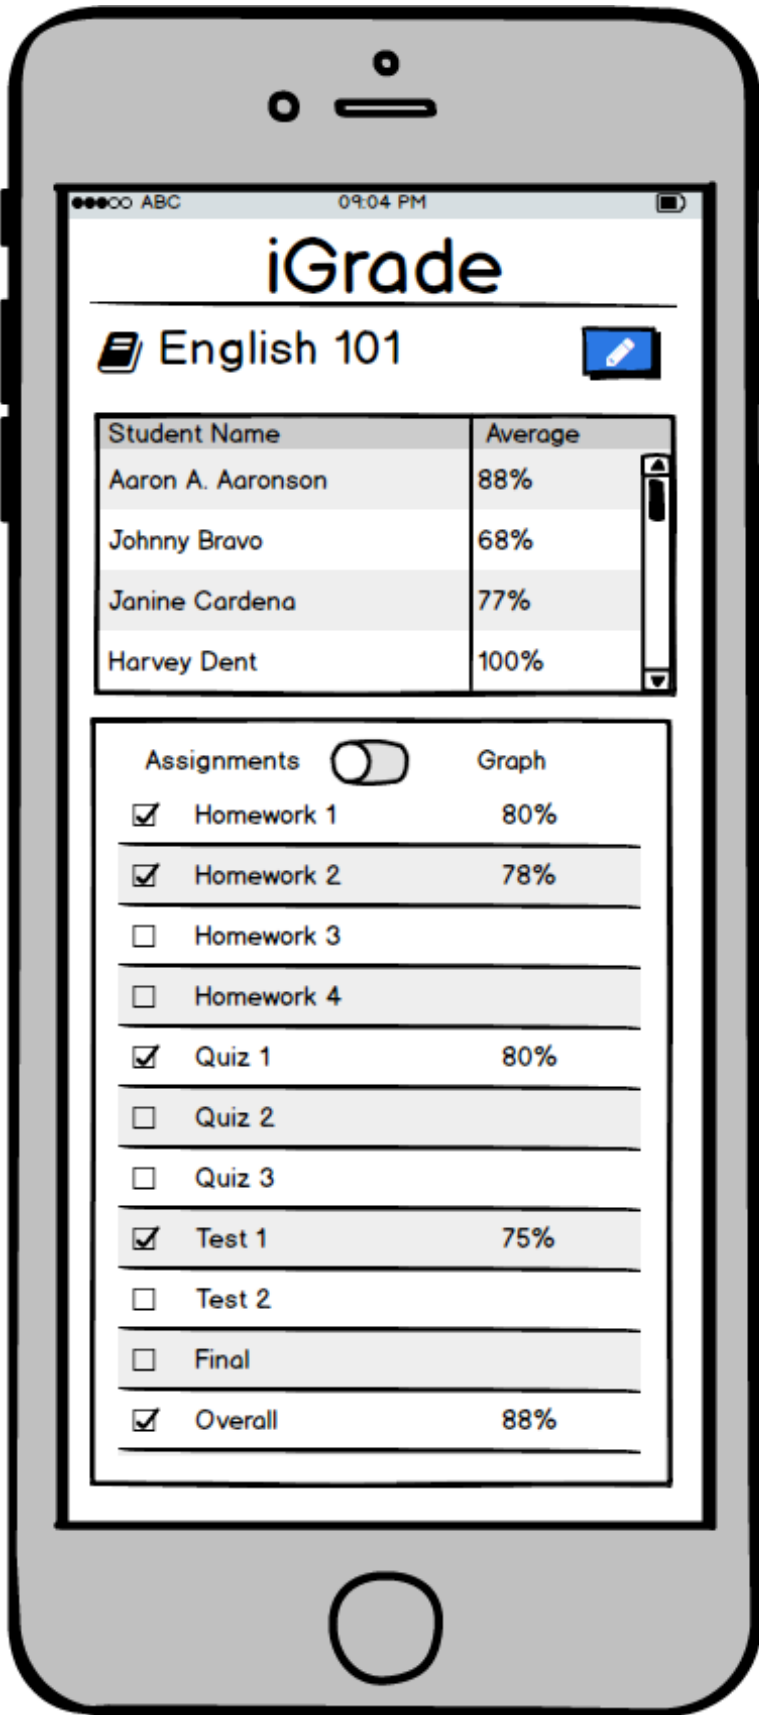 ABC 09:04 PM
iGrade
English 101
Student Name Average
Aaron A. Aaronson 88%
Johnny Bravo 68%
Janine Cardena 77%
Harvey Dent 100%
Assignments Graph
Homework 1 80%
Homework 2 78%
Homework 3
Homework 4
Quiz 1 80%
Quiz 2
Quiz 3
Test 1 75%
Test 2
Final
Overall 88%